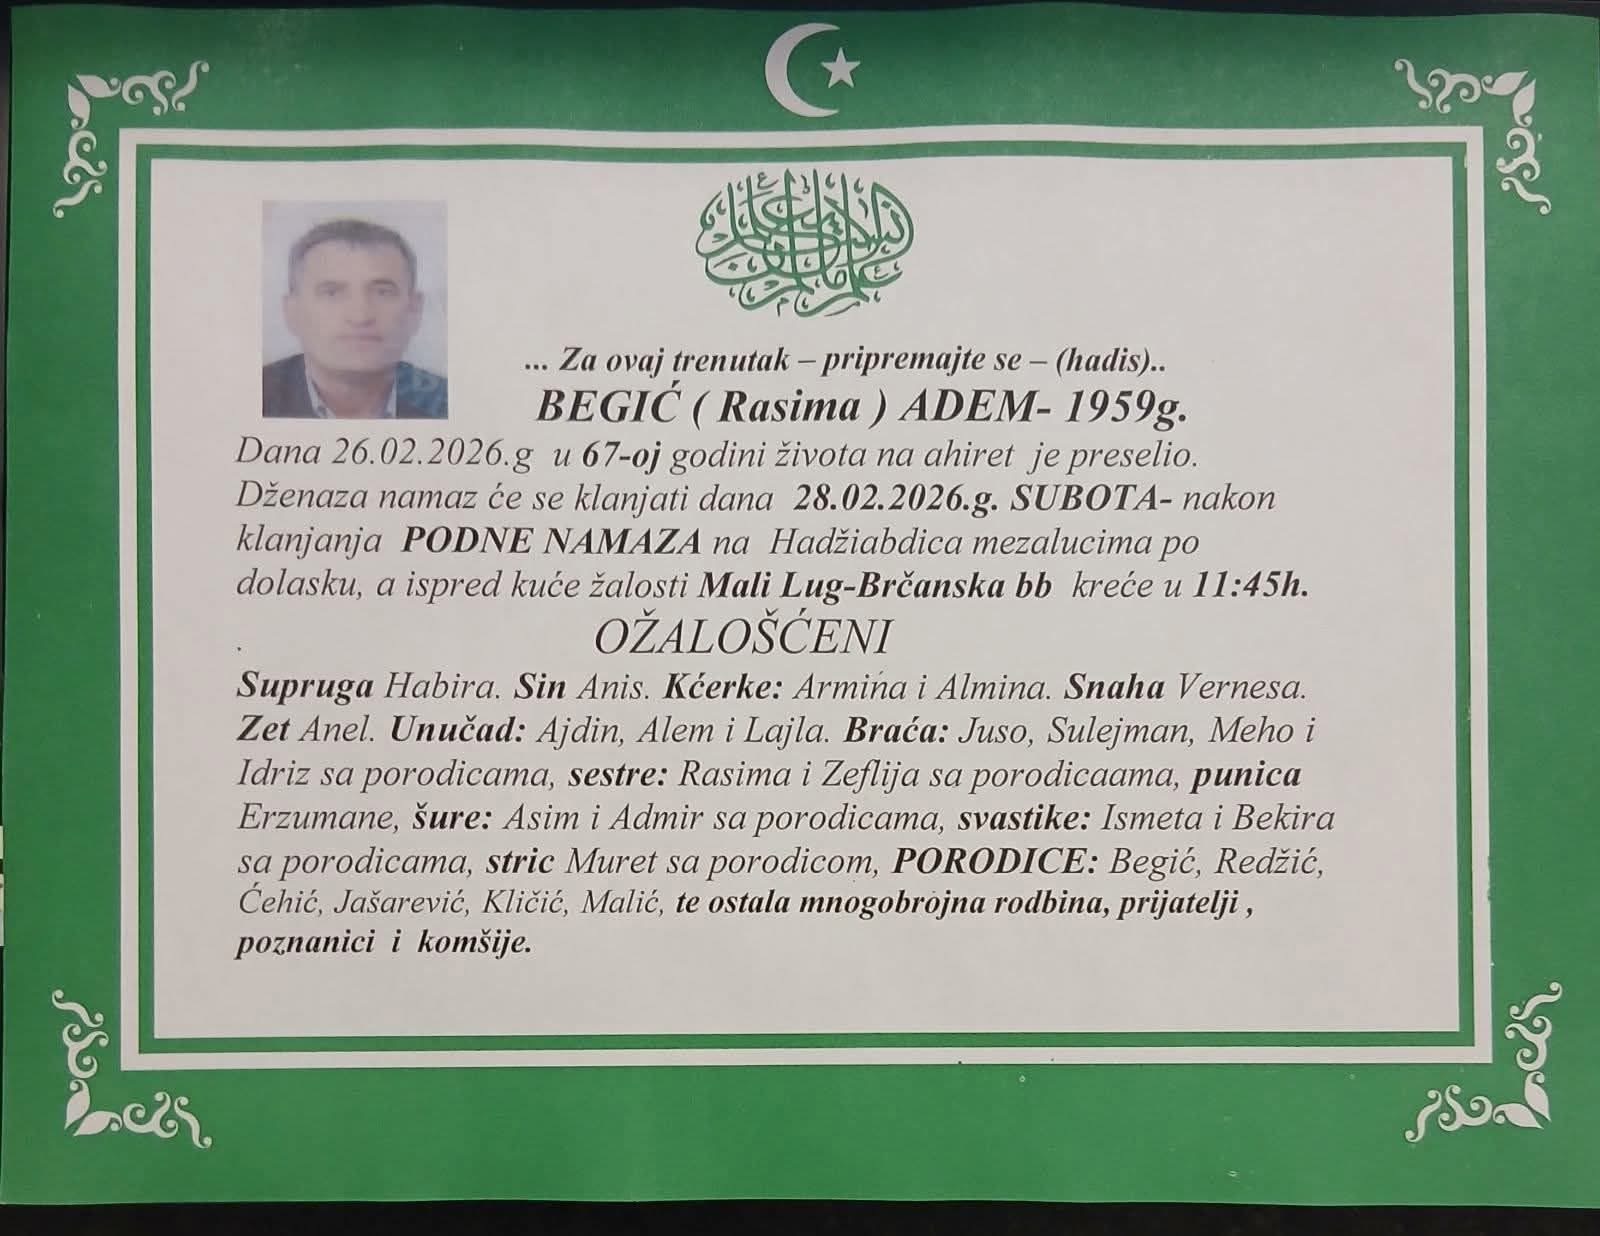 ... Za ovaj trenutak – pripremajte se – (hadis)..
BEGIĆ ( Rasima ) ADEM- 1959g.
Dana 26.02.2026.g u 67-oj godini života na ahiret je preselio.
Dženaza namaz će se klanjati dana 28.02.2026.g. SUBOTA- nakon
klanjanja PODNE NAMAZA na Hadžiabdica mezalucima po
dolasku, a ispred kuće žalosti Mali Lug-Brčanska bb kreće u 11:45h.
OŽALOŠĆENI
Supruga Habira. Sin Anis. Kćerke: Armina i Almina. Snaha Vernesa.
Zet Anel. Unučad: Ajdin, Alem i Lajla. Braća: Juso, Sulejman, Meho i
Idriz sa porodicama, sestre: Rasima i Zeflija sa porodicaama, punica
Erzumane, šure: Asim i Admir sa porodicama, svastike: Ismeta i Bekira
sa porodicama, stric Muret sa porodicom, PORODICE: Begić, Redžić,
Ćehić, Jašarević, Kličić, Malić, te ostala mnogobrojna rodbina, prijatelji ,
poznanici i komšije.